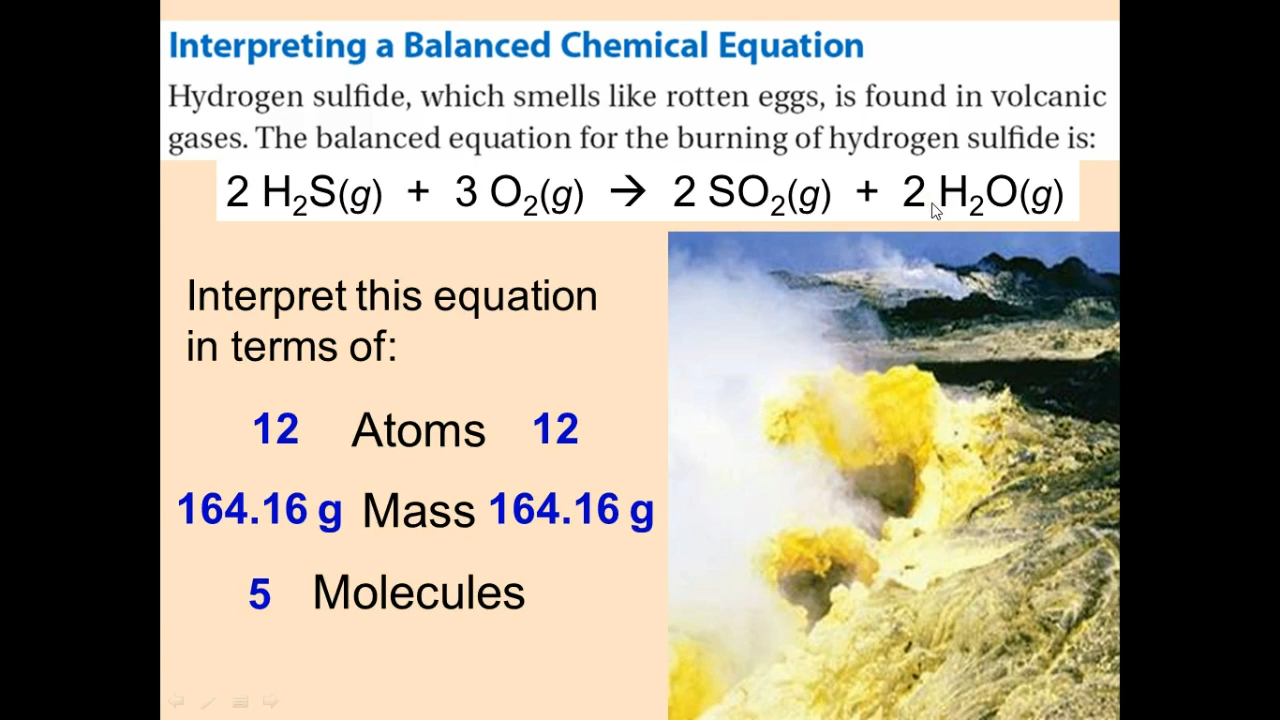 Interpreting a Balanced Chemical Equation
Hydrogen sulfide, which smells like rotten eggs, is found in volcanic
gases. The balanced equation for the burning of hydrogen sulfide is:
2 H₂S(g) + 3 O₂(g) → 2 SO₂(g) + 2 H₂O(g)
Interpret this equation
in terms of:
12 Atoms 12
164.16 g Mass 164.16 g
5 Molecules